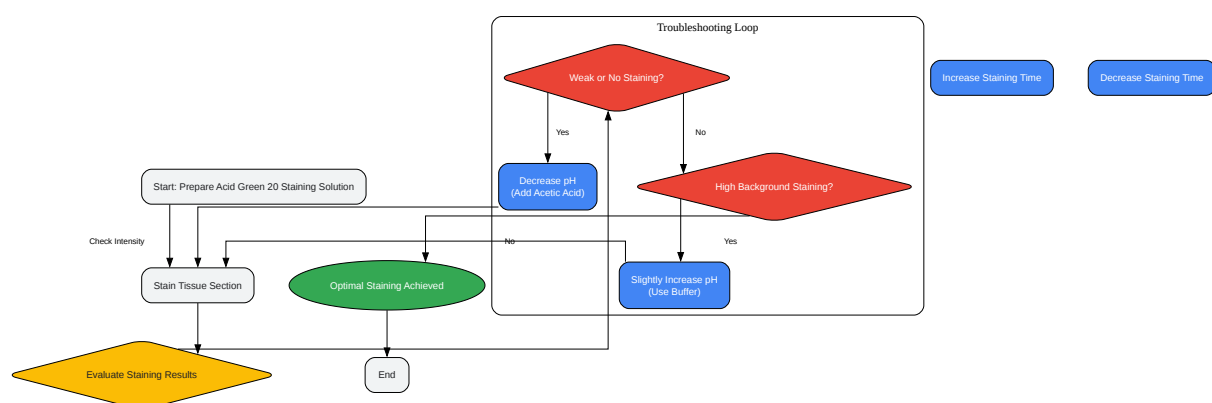 Troubleshooting Loop
Weak or No Staining?
Increase Staining Time
Decrease Staining Time
Yes
No
Start: Prepare Acid Green 20 Staining Solution
Decrease pH
(Add Acetic Acid)
High Background Staining?
Check Intensity
No
Yes
Stain Tissue Section
Optimal Staining Achieved
Slightly Increase pH
(Use Buffer)
Evaluate Staining Results
End